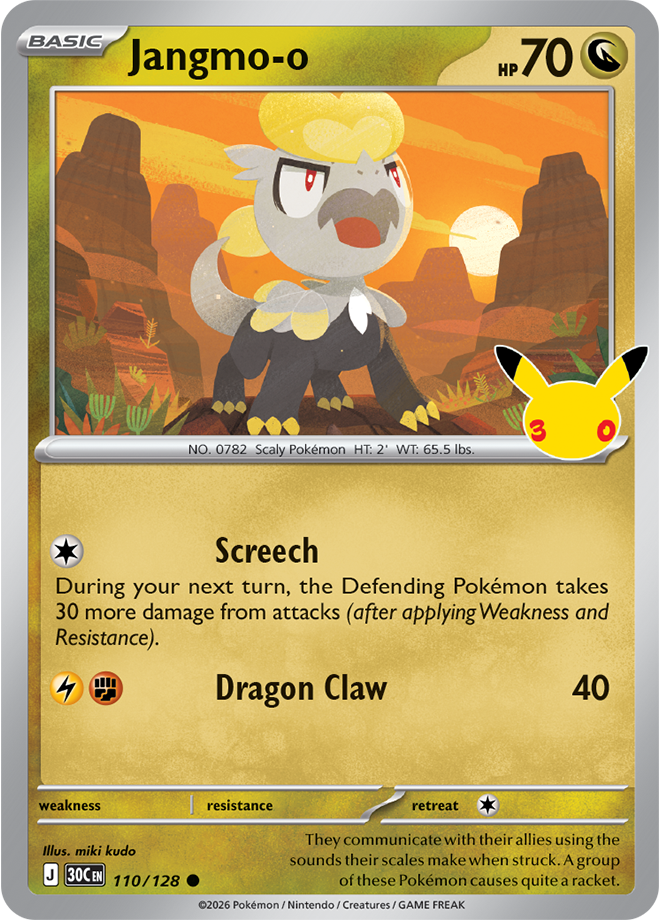 BASIC
Jangmo-o
HP 70
30
NO. 0782 Scaly Pokémon HT: 2' WT: 65.5 lbs.
Screech
During your next turn, the Defending Pokémon takes
30 more damage from attacks (after applying Weakness and
Resistance).
Dragon Claw 40
weakness resistance retreat
Illus. miki kudo
J 30C EN 110/128
They communicate with their allies using the
sounds their scales make when struck. A group
of these Pokémon causes quite a racket.
©2026 Pokémon / Nintendo / Creatures / GAME FREAK